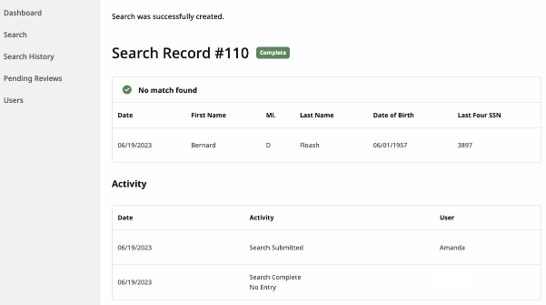 Dashboard
Search
Search History
Pending Reviews
Users
Search was successfully created.
Search Record #110 Complete
No match found
Date First Name Mi. Last Name Date of Birth Last Four SSN
06/19/2023 Bernard D Floash 06/01/1957 3897
Activity
Date Activity User
06/19/2023 Search Submitted Amanda
06/19/2023 Search Complete
No Entry